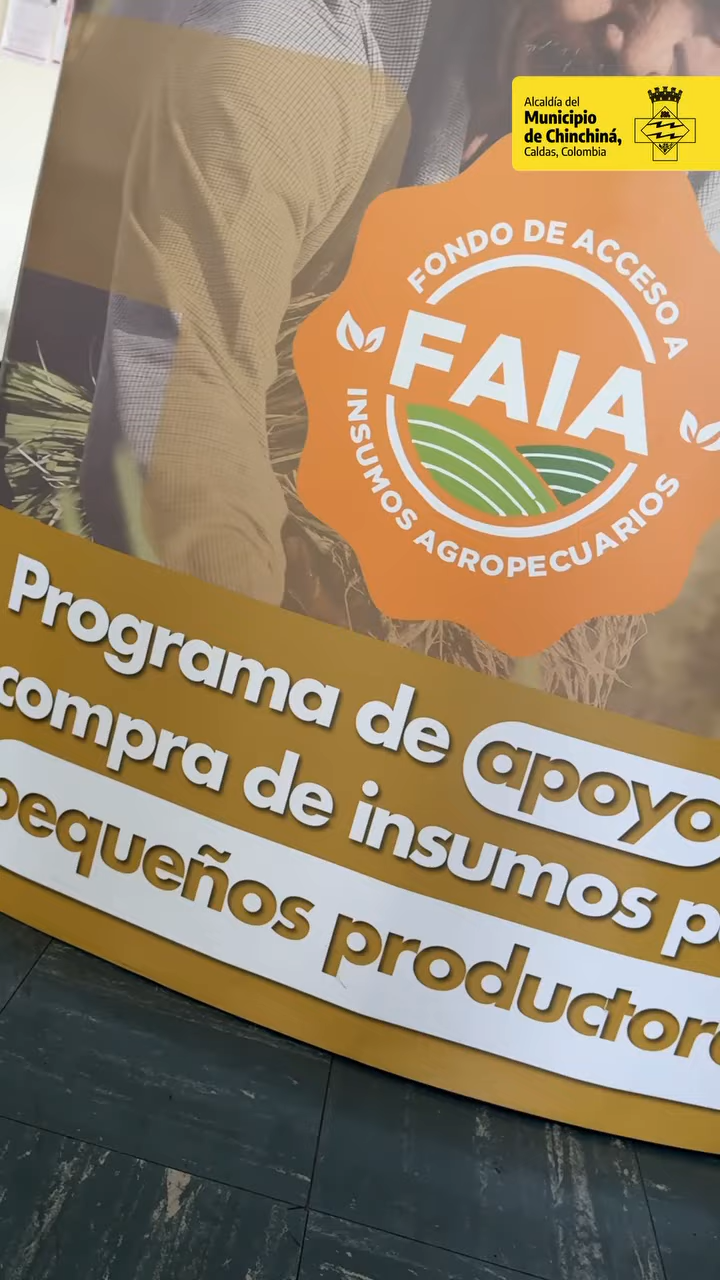 Alcaldía del
Municipio
de Chinchiná,
Caldas, Colombia
FONDO DE ACCESO A
FAIA
INSUMOS AGROPECUARIOS
Programa de apoyo
compra de insumos
pequeños productor